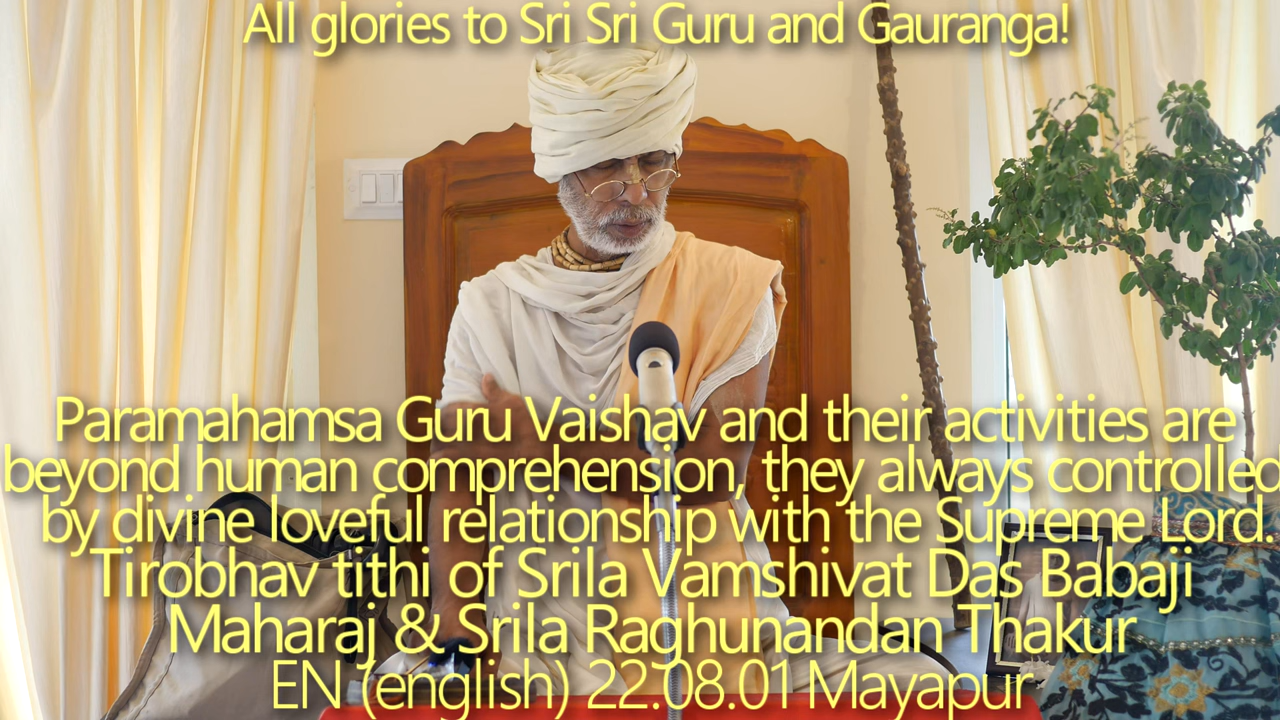 All glories to Sri Sri Guru and Gauranga!
Paramahamsa Guru Vaishav and their activities are
beyond human comprehension, they always controlled
by divine loveful relationship with the Supreme Lord.
Tirobhav tithi of Srila Vamshivat Das Babaji
Maharaj & Srila Raghunandan Thakur
EN (english) 22.08.01 Mayapur